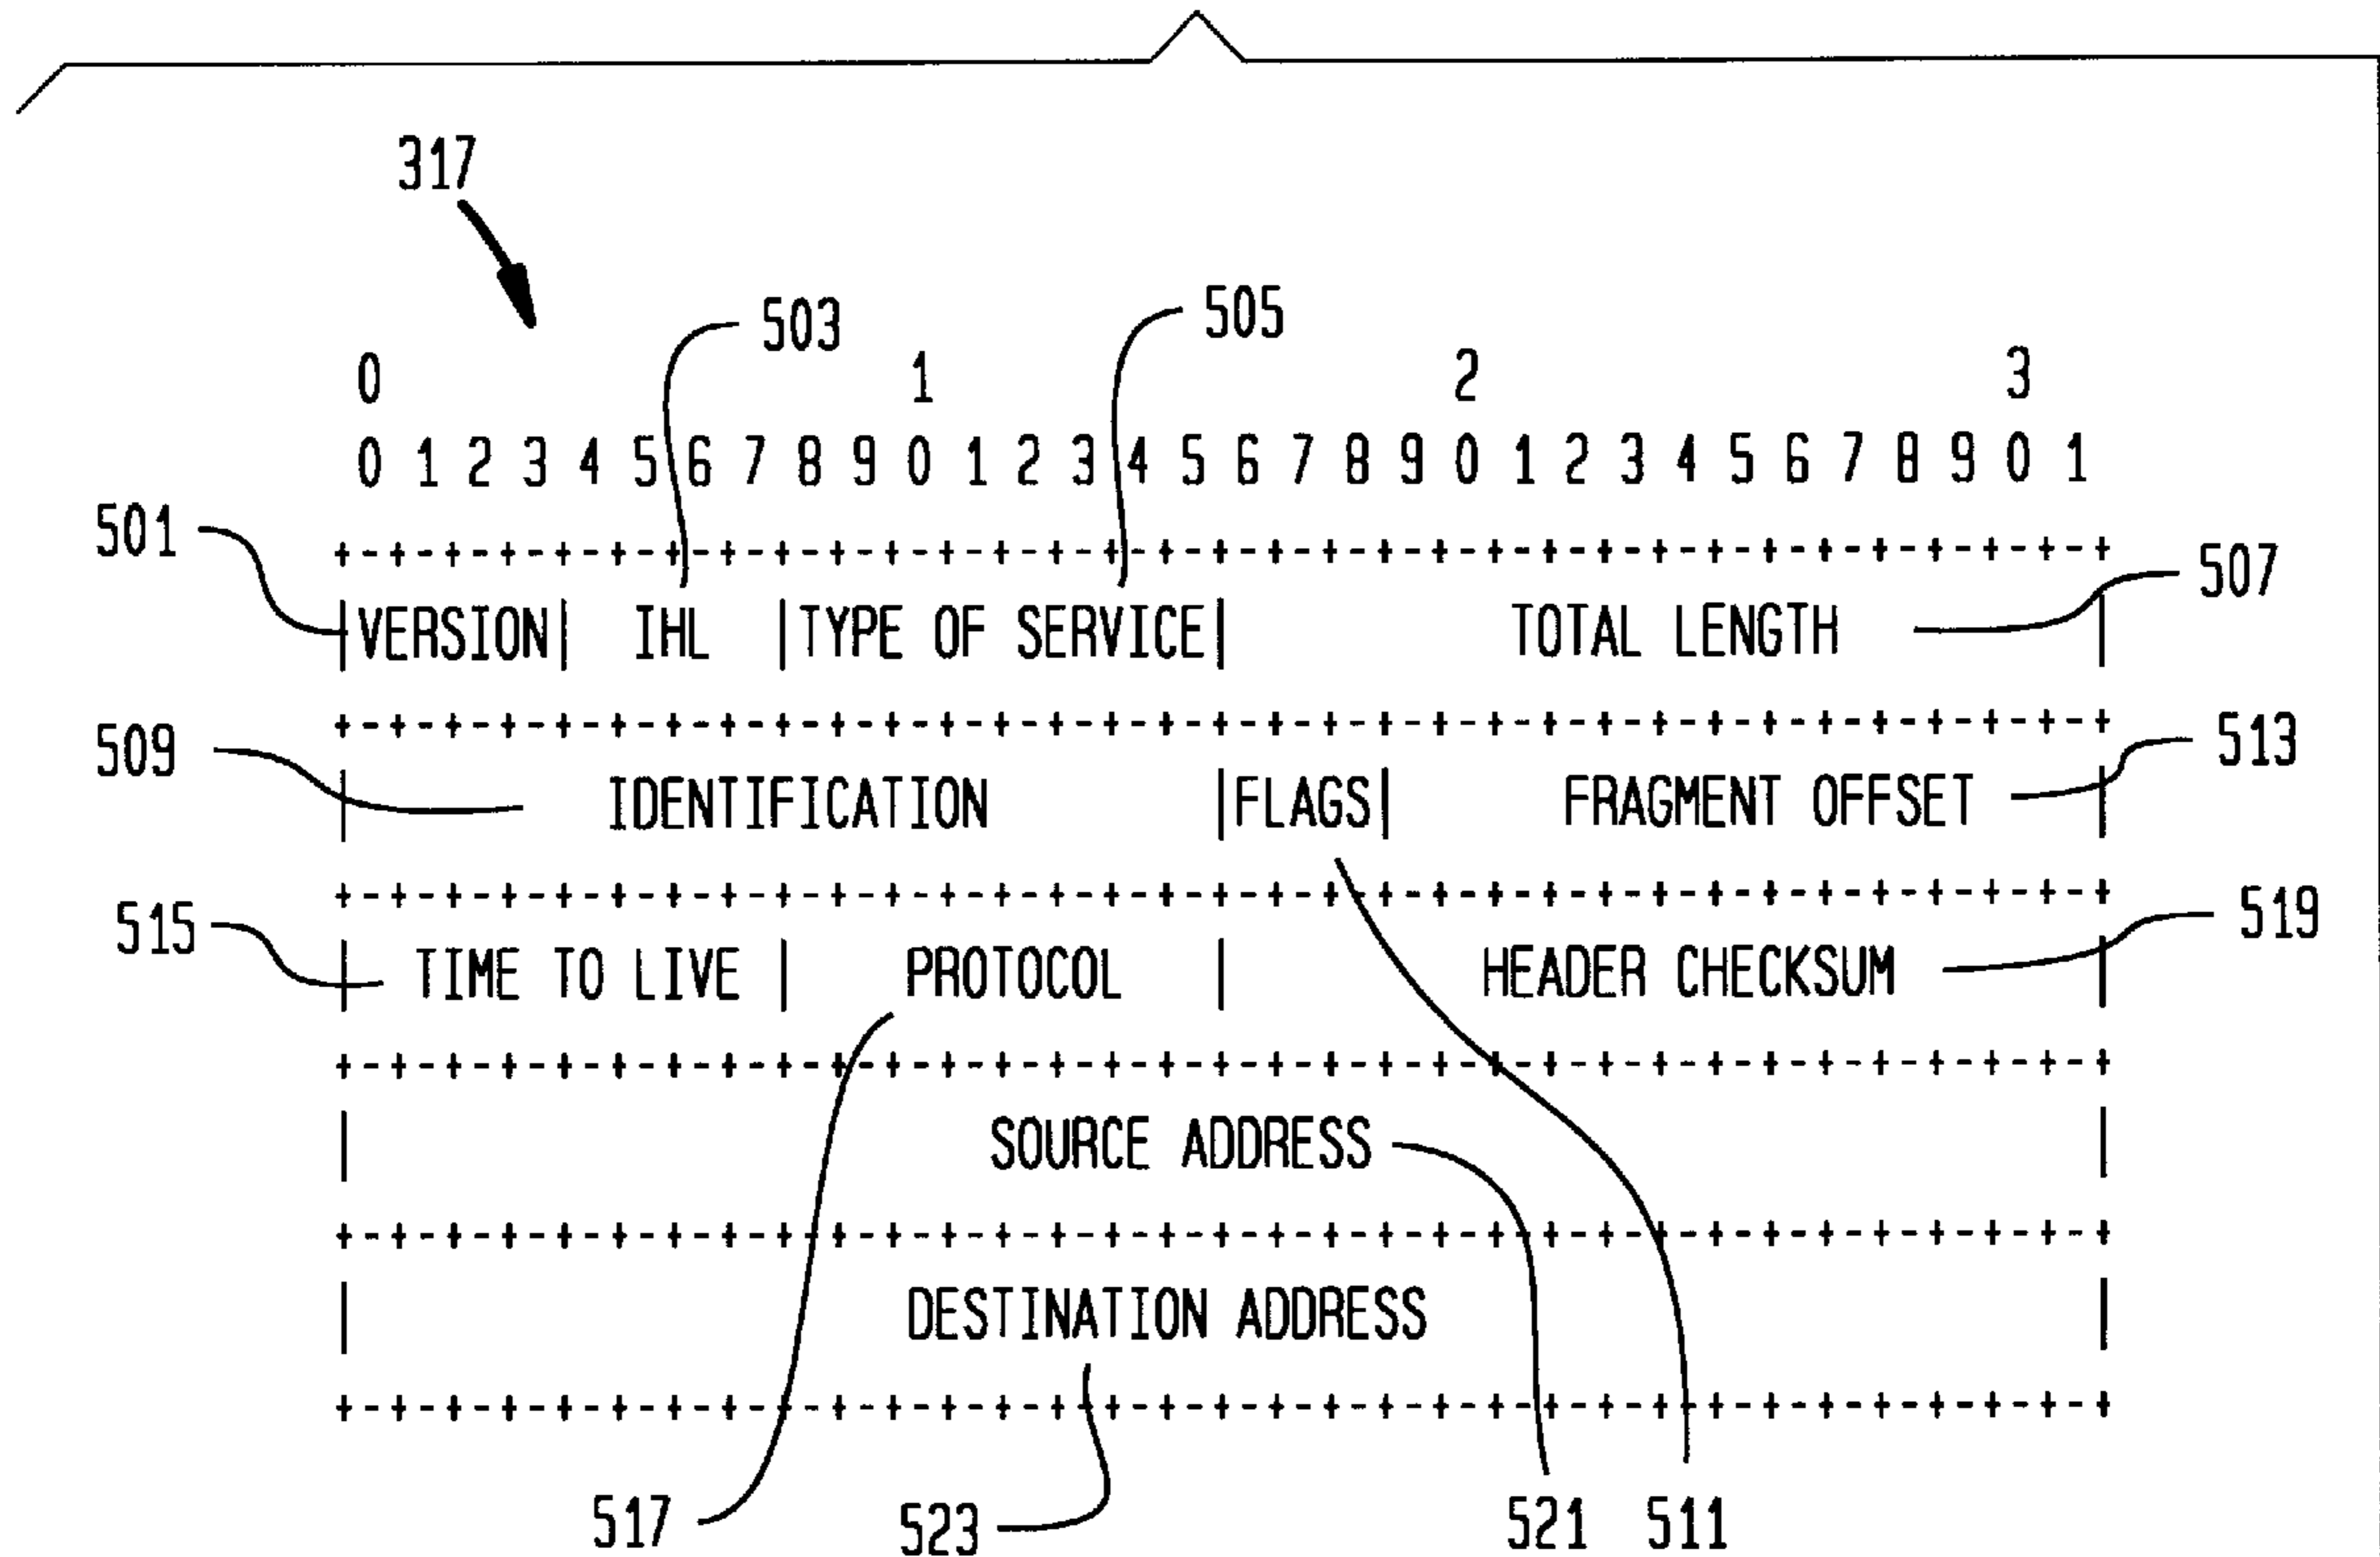 317
503 505
0 1 2 3
0 1 2 3 4 5 6 7 8 9 0 1 2 3 4 5 6 7 8 9 0 1 2 3 4 5 6 7 8 9 0 1
501
+-+-+-+-+-+-+-+-+-+-+-+-+-+-+-+-+-+-+-+-+-+-+-+-+-+-+-+-+-+-+-+-+
507
|VERSION| IHL |TYPE OF SERVICE| TOTAL LENGTH |
+-+-+-+-+-+-+-+-+-+-+-+-+-+-+-+-+-+-+-+-+-+-+-+-+-+-+-+-+-+-+-+-+
509 513
| IDENTIFICATION |FLAGS| FRAGMENT OFFSET |
+-+-+-+-+-+-+-+-+-+-+-+-+-+-+-+-+-+-+-+-+-+-+-+-+-+-+-+-+-+-+-+-+
515 519
| TIME TO LIVE | PROTOCOL | HEADER CHECKSUM |
+-+-+-+-+-+-+-+-+-+-+-+-+-+-+-+-+-+-+-+-+-+-+-+-+-+-+-+-+-+-+-+-+
| SOURCE ADDRESS |
+-+-+-+-+-+-+-+-+-+-+-+-+-+-+-+-+-+-+-+-+-+-+-+-+-+-+-+-+-+-+-+-+
| DESTINATION ADDRESS |
+-+-+-+-+-+-+-+-+-+-+-+-+-+-+-+-+-+-+-+-+-+-+-+-+-+-+-+-+-+-+-+-+
517 523 521 511